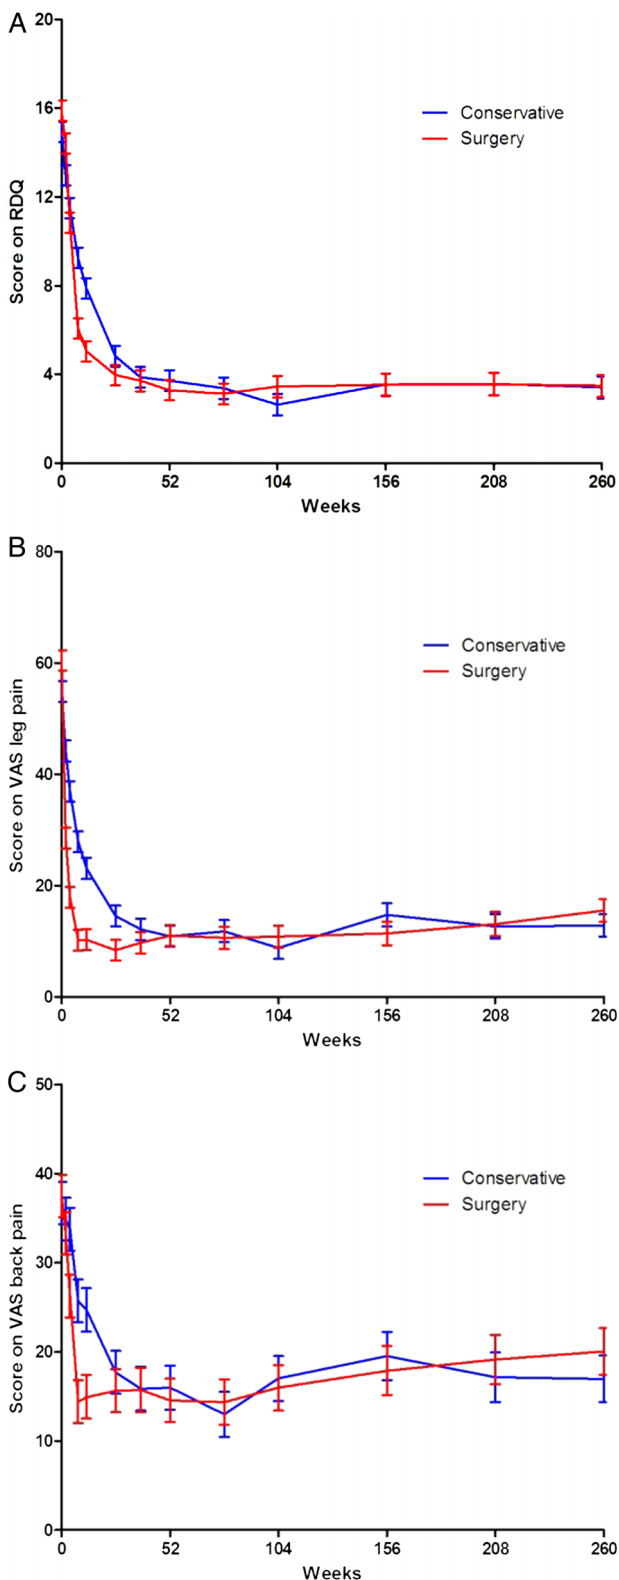 A
20
16
12
8
4
0
Score on RDQ
Conservative
Surgery
0 52 104 156 208 260
Weeks
B
80
60
40
20
0
Score on VAS leg pain
Conservative
Surgery
0 52 104 156 208 260
Weeks
C
50
40
30
20
10
0
Score on VAS back pain
Conservative
Surgery
0 52 104 156 208 260
Weeks